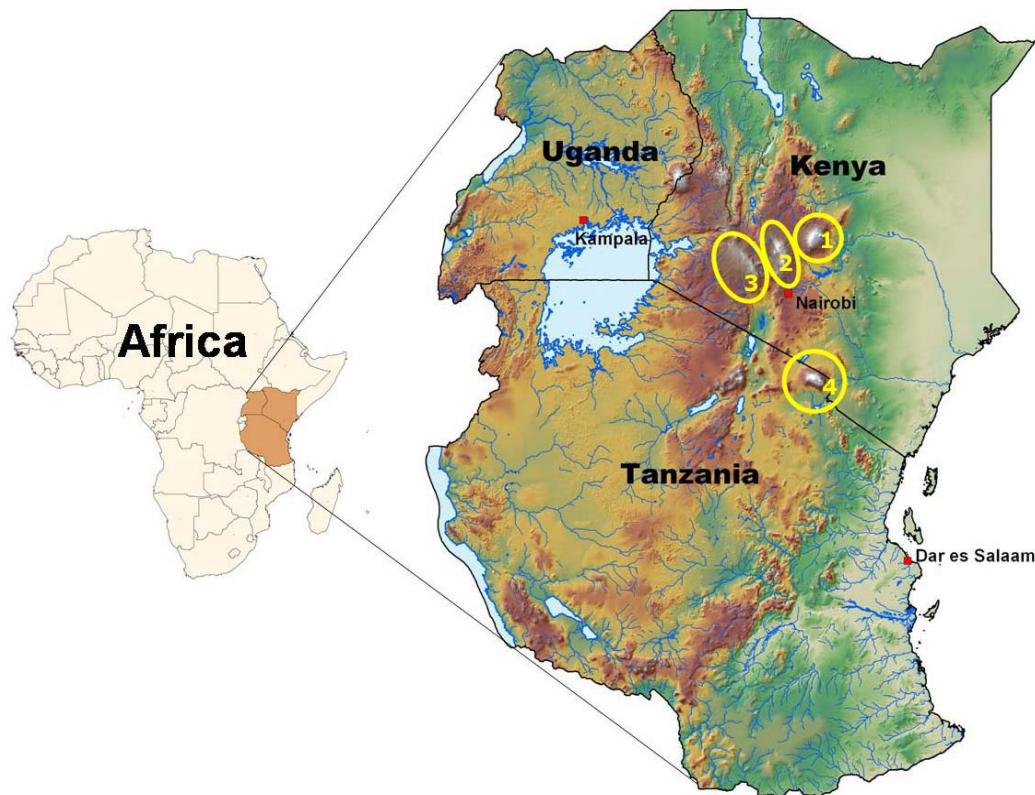 Africa
Uganda
Kenya
Kampala
1
2
3
Nairobi
4
Tanzania
Dar es Salaam